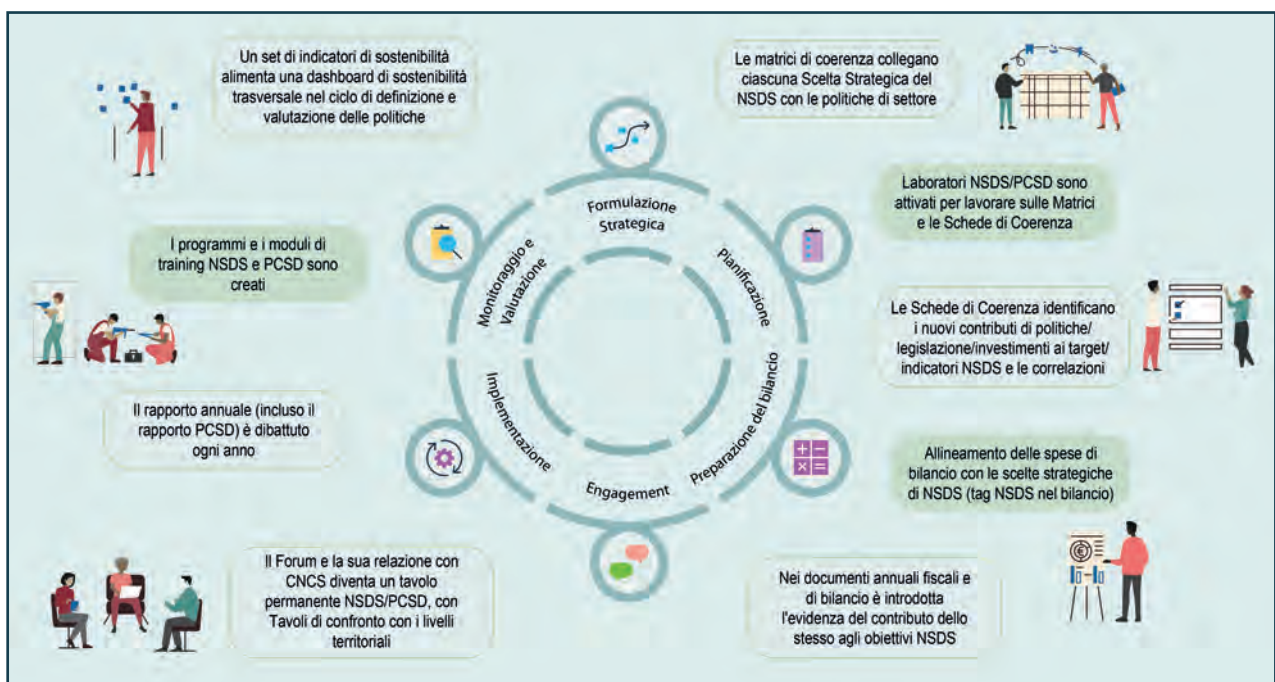 Un set di indicatori di sostenibilità
alimenta una dashboard di sostenibilità
trasversale nel ciclo di definizione e
valutazione delle politiche
Le matrici di coerenza collegano
ciascuna Scelta Strategica del
NSDS con le politiche di settore
Laboratori NSDS/PCSD sono
attivati per lavorare sulle Matrici
e le Schede di Coerenza
I programmi e i moduli di
training NSDS e PCSD sono
creati
Le Schede di Coerenza identificano
i nuovi contributi di politiche/
legislazione/investimenti ai target/
indicatori NSDS e le correlazioni
Il rapporto annuale (incluso il
rapporto PCSD) è dibattuto
ogni anno
Allineamento delle spese di
bilancio con le scelte strategiche
di NSDS (tag NSDS nel bilancio)
Il Forum e la sua relazione con
CNCS diventa un tavolo
permanente NSDS/PCSD, con
Tavoli di confronto con i livelli
territoriali
Nei documenti annuali fiscali e
di bilancio è introdotta
l'evidenza del contributo dello
stesso agli obiettivi NSDS
Formulazione
Strategica
Pianificazione
Preparazione del bilancio
Engagement
Implementazione
Monitoraggio e
Valutazione